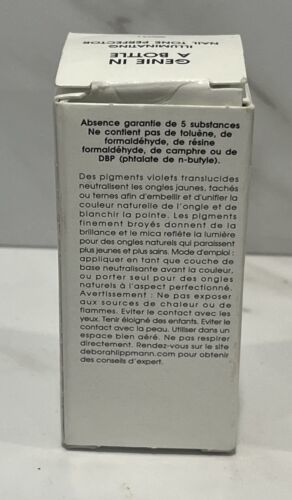 GENIE IN
A BOTTLE
ILLUMINATING
NAIL TONE PERFECTOR
Absence garantie de 5 substances
Ne contient pas de toluène, de
formaldéhyde, de résine
formaldéhyde, de camphre ou de
DBP (phtalate de n-butyle).
Des pigments violets translucides
neutralisent les ongles jaunes, tachés
ou ternes afin d'embellir et d'unifier la
couleur naturelle de l'ongle et de
blanchir la pointe. Les pigments
finement broyés donnent de la
brillance et le mica reflète la lumière
pour des ongles naturels qui paraissent
plus jeunes et plus sains. Mode d'emploi :
appliquer en tant que couche de
base neutralisante avant la couleur,
ou porter seul pour des ongles
naturels à l'aspect perfectionné.
Avertissement : Ne pas exposer
aux sources de chaleur ou de
flammes. Eviter le contact avec les
yeux. Tenir éloigné des enfants. Eviter le
contact avec la peau. Utiliser dans un
espace bien aéré. Ne pas respirer
directement. Rendez-vous sur le site
deborahlippmann.com pour obtenir
des conseils d'expert.